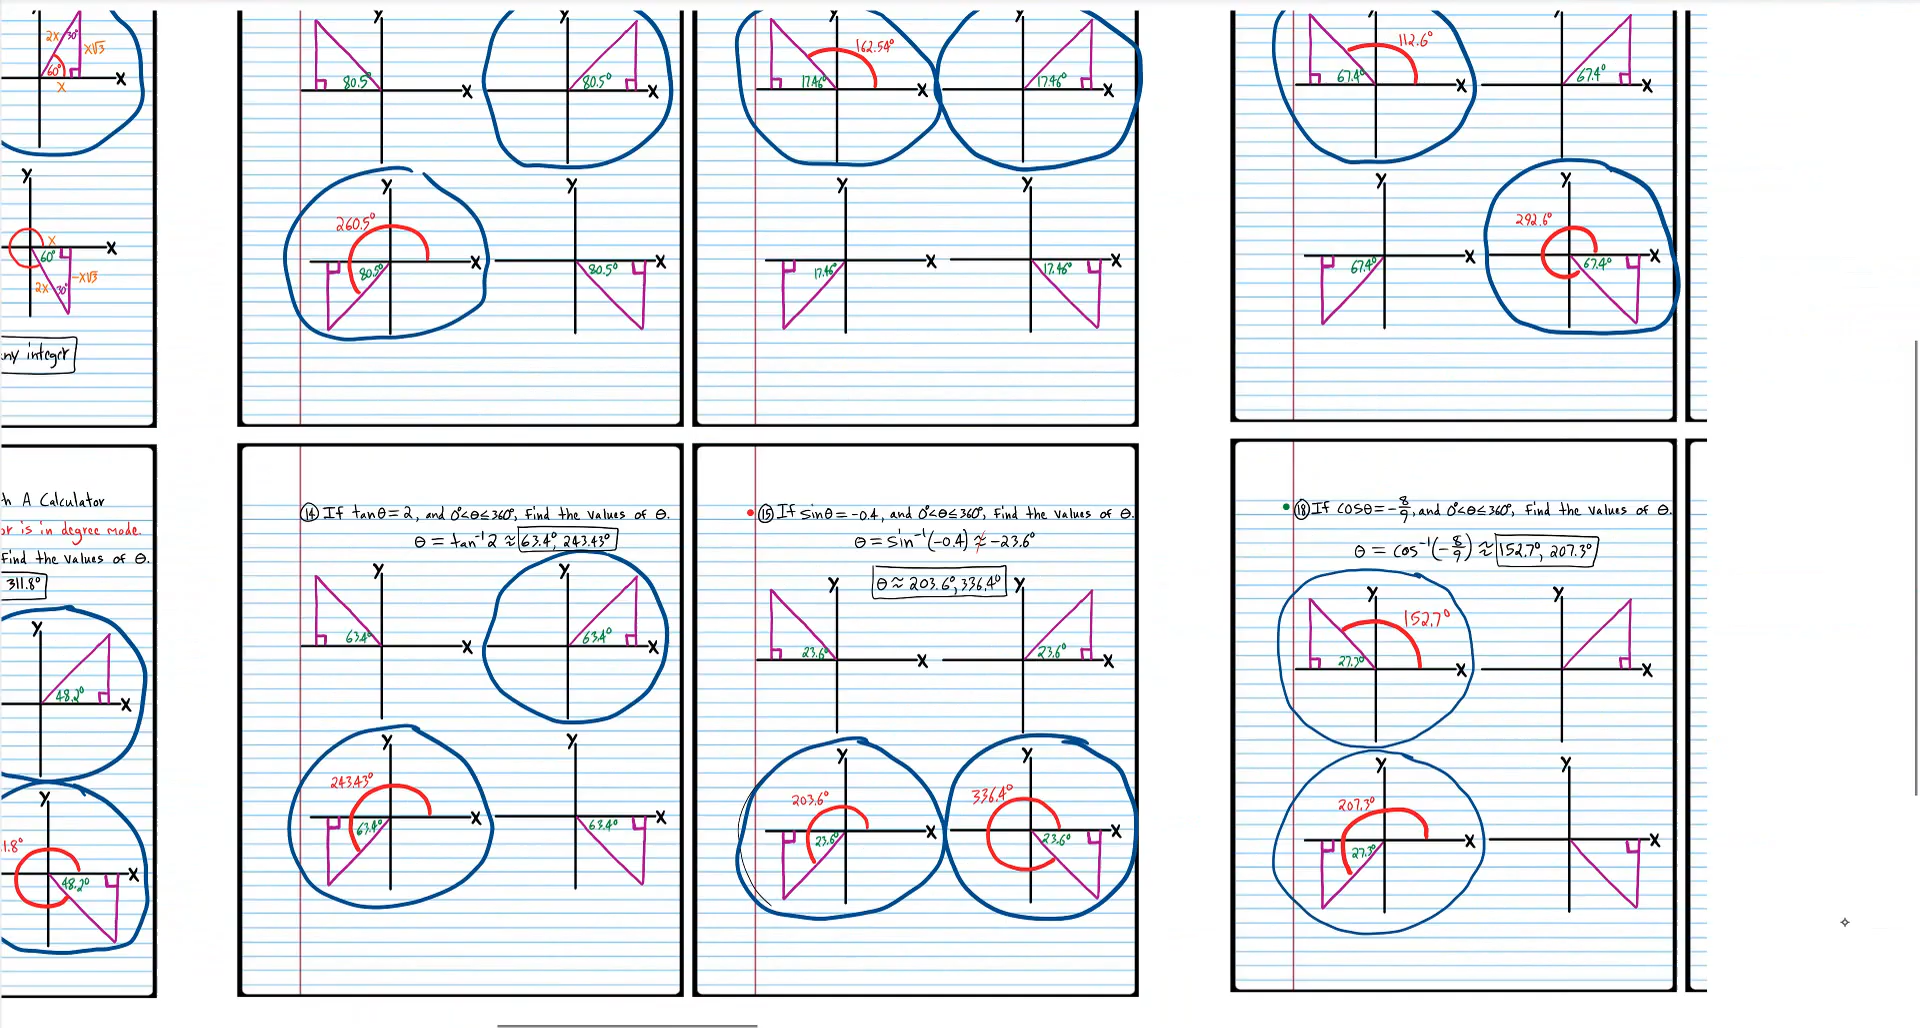 Y
2x
30°
x√3
60°
X
x
Y
x
X
60°
-x√3
2x
30°
ny integer
Y
80.5°
X
Y
80.5°
X
260.5°
Y
80.5°
X
Y
80.5°
X
Y
162.54°
17.46°
X
Y
17.46°
X
Y
17.46°
X
Y
17.46°
X
Y
112.6°
67.4°
X
Y
67.4°
X
Y
67.4°
X
292.6°
Y
67.4°
X
h A Calculator
or is in degree mode.
Find the values of θ.
311.8°
Y
48.2°
X
Y
1.8°
48.2°
X
⑭ If tanθ = 2, and 0°<θ≤360°, find the values of θ.
θ = tan⁻¹2 ≈ 63.4°, 243.43°
Y
63.4°
X
Y
63.4°
X
243.43°
Y
63.4°
X
Y
63.4°
X
⑮ If sinθ = -0.4, and 0°<θ≤360°, find the values of θ.
θ = sin⁻¹(-0.4) ≈ -23.6°
θ ≈ 203.6°, 336.4°
Y
23.6°
X
Y
23.6°
X
203.6°
Y
23.6°
X
336.4°
Y
23.6°
X
⑱ If cosθ = -8/9, and 0°<θ≤360°, find the values of θ.
θ = cos⁻¹(-8/9) ≈ 152.7°, 207.3°
Y
152.7°
27.3°
X
Y
X
207.3°
Y
27.3°
X
Y
X